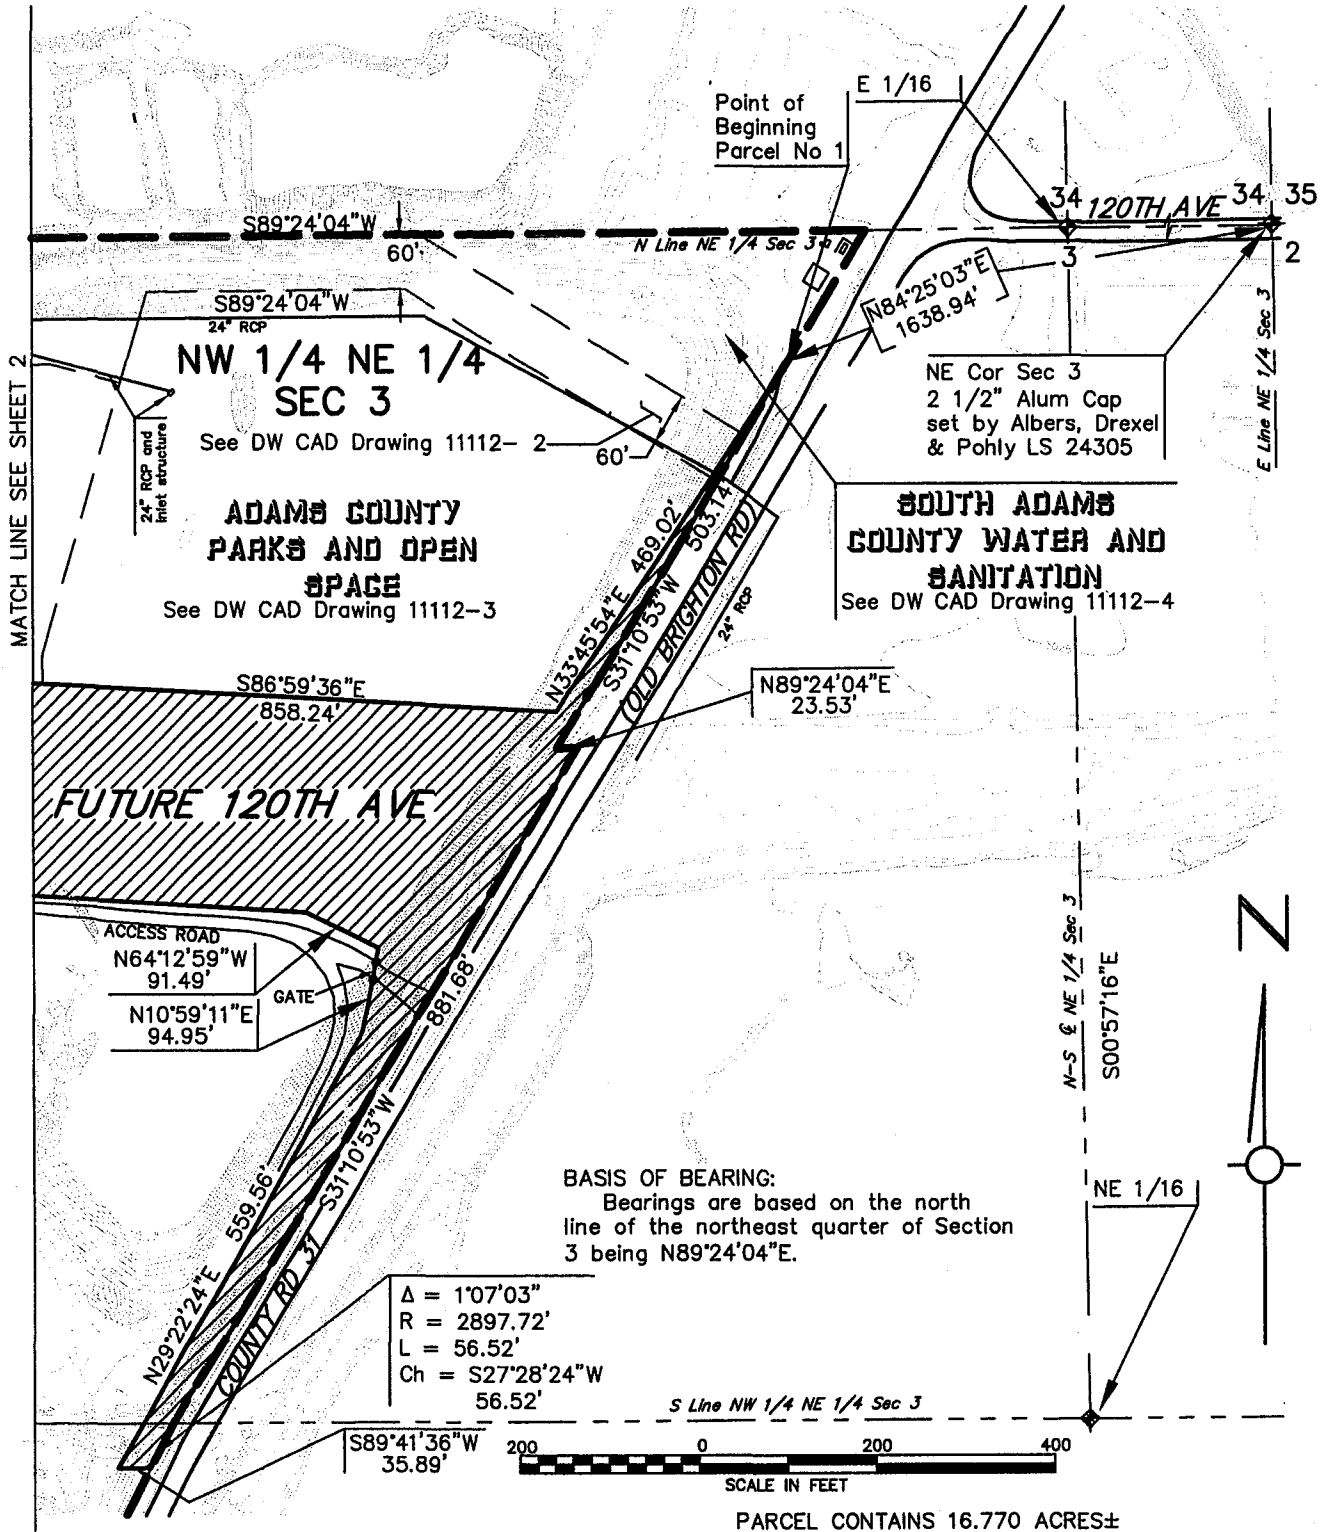 E 1/16
Point of
Beginning
Parcel No 1
34
120TH AVE
34
35
3
2
S89°24'04"W
60'
N Line NE 1/4 Sec 3
S89°24'04"W
24" RCP
N84°25'03"E
1638.94'
E Line NE 1/4 Sec 3
MATCH LINE SEE SHEET 2
NW 1/4 NE 1/4
SEC 3
See DW CAD Drawing 11112- 2
60'
NE Cor Sec 3
2 1/2" Alum Cap
set by Albers, Drexel
& Pohly LS 24305
24" RCP and
Inlet structure
ADAMS COUNTY
PARKS AND OPEN
SPACE
See DW CAD Drawing 11112-3
SOUTH ADAMS
COUNTY WATER AND
SANITATION
See DW CAD Drawing 11112-4
N33°45'54"E 469.02'
S31°10'53"W 503.14'
(OLD BRIGHTON RD)
24" RCP
S86°59'36"E
858.24'
N89°24'04"E
23.53'
FUTURE 120TH AVE
ACCESS ROAD
N64°12'59"W
91.49'
GATE
N10°59'11"E
94.95'
881.68'
S31°10'53"W
N-S ℄ NE 1/4 Sec 3
S00°57'16"E
N
559.56'
N29°22'24"E
COUNTY RD 31
BASIS OF BEARING:
Bearings are based on the north
line of the northeast quarter of Section
3 being N89°24'04"E.
NE 1/16
Δ = 1°07'03"
R = 2897.72'
L = 56.52'
Ch = S27°28'24"W
56.52'
S Line NW 1/4 NE 1/4 Sec 3
S89°41'36"W
35.89'
200 0 200 400
SCALE IN FEET
PARCEL CONTAINS 16.770 ACRES±